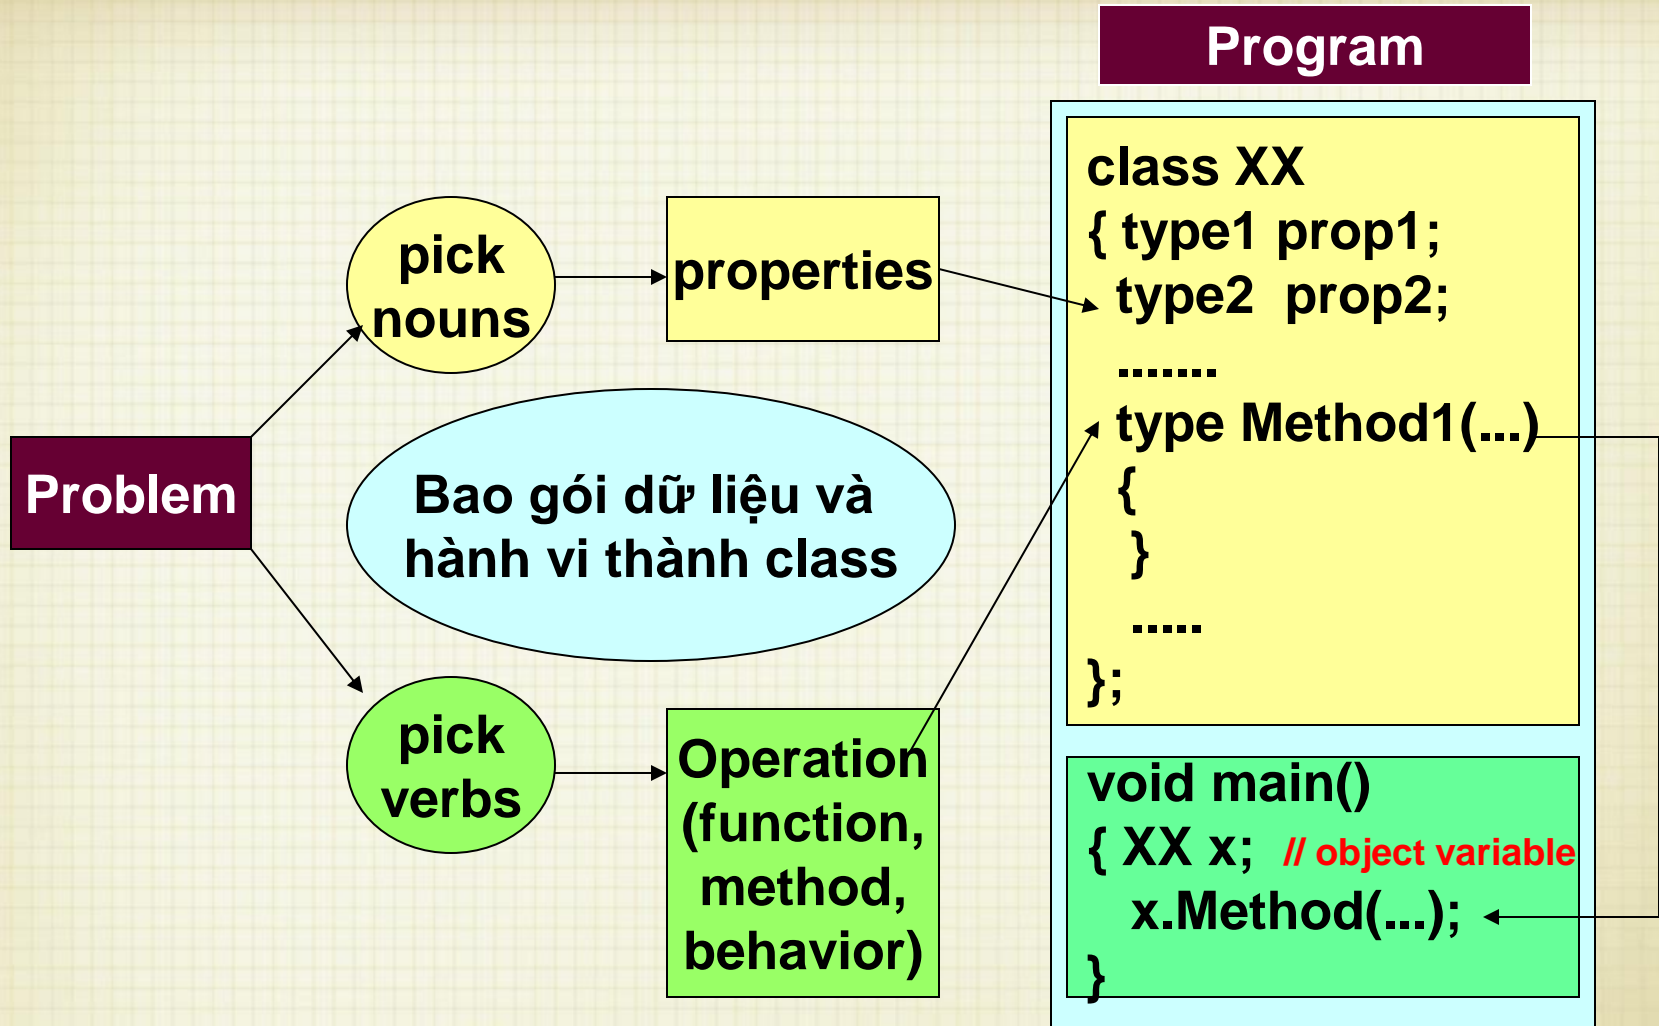 Program
Problem
pick
nouns
properties
Bao gói dữ liệu và
hành vi thành class
pick
verbs
Operation
(function,
method,
behavior)
class XX
{ type1 prop1;
type2 prop2;
.......
type Method1(...)
{
}
.....
};
void main()
{ XX x; // object variable
x.Method(...);
}